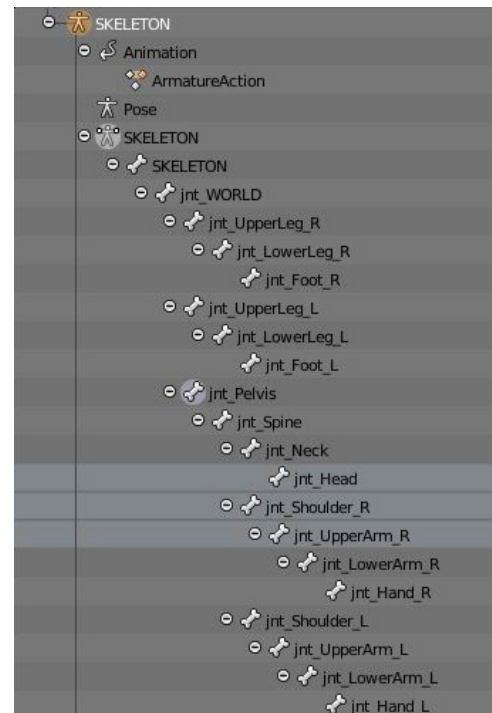 SKELETON
Animation
ArmatureAction
Pose
SKELETON
SKELETON
jnt_WORLD
jnt_UpperLeg_R
jnt_LowerLeg_R
jnt_Foot_R
jnt_UpperLeg_L
jnt_LowerLeg_L
jnt_Foot_L
jnt_Pelvis
jnt_Spine
jnt_Neck
jnt_Head
jnt_Shoulder_R
jnt_UpperArm_R
jnt_LowerArm_R
jnt_Hand_R
jnt_Shoulder_L
jnt_UpperArm_L
jnt_LowerArm_L
jnt_Hand_L